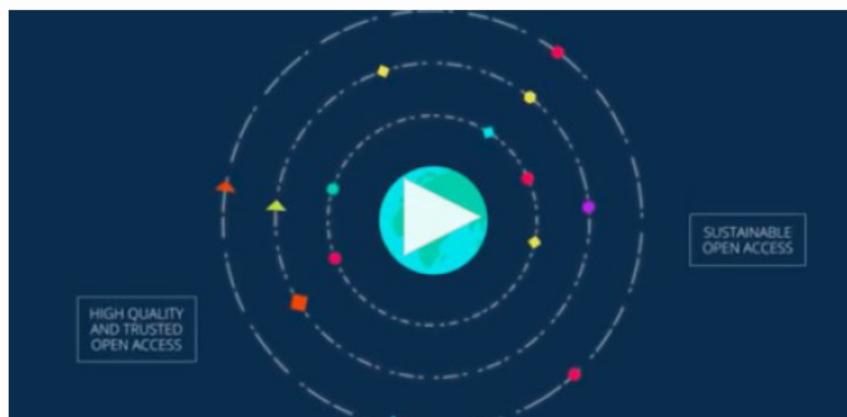 SUSTAINABLE
OPEN ACCESS
HIGH QUALITY
AND TRUSTED
OPEN ACCESS